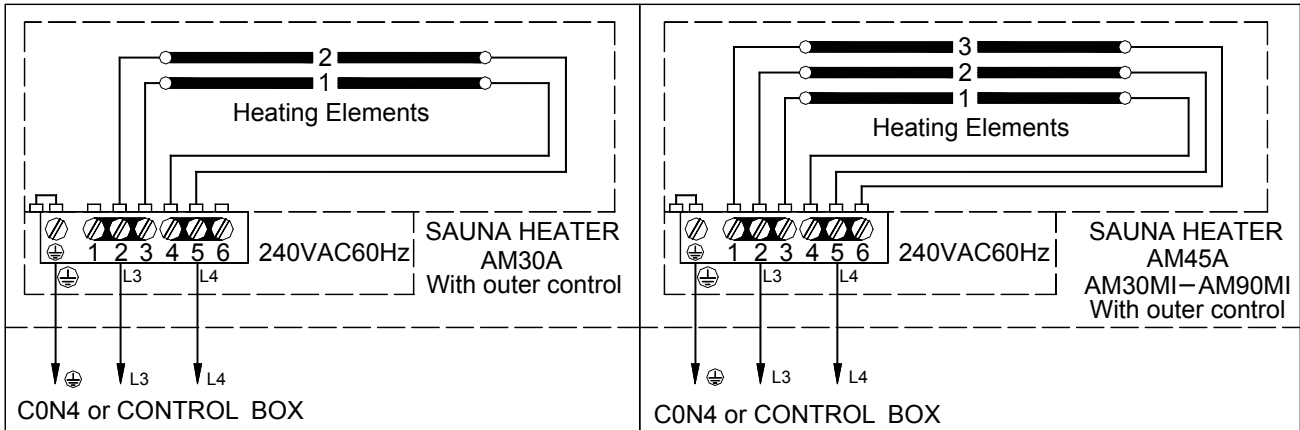 2
1
Heating Elements
1 2 3 4 5 6
240VAC60Hz
SAUNA HEATER
AM30A
With outer control
L3
L4
L3
L4
C0N4 or CONTROL BOX
3
2
1
Heating Elements
1 2 3 4 5 6
240VAC60Hz
SAUNA HEATER
AM45A
AM30MI−AM90MI
With outer control
L3
L4
L3
L4
C0N4 or CONTROL BOX